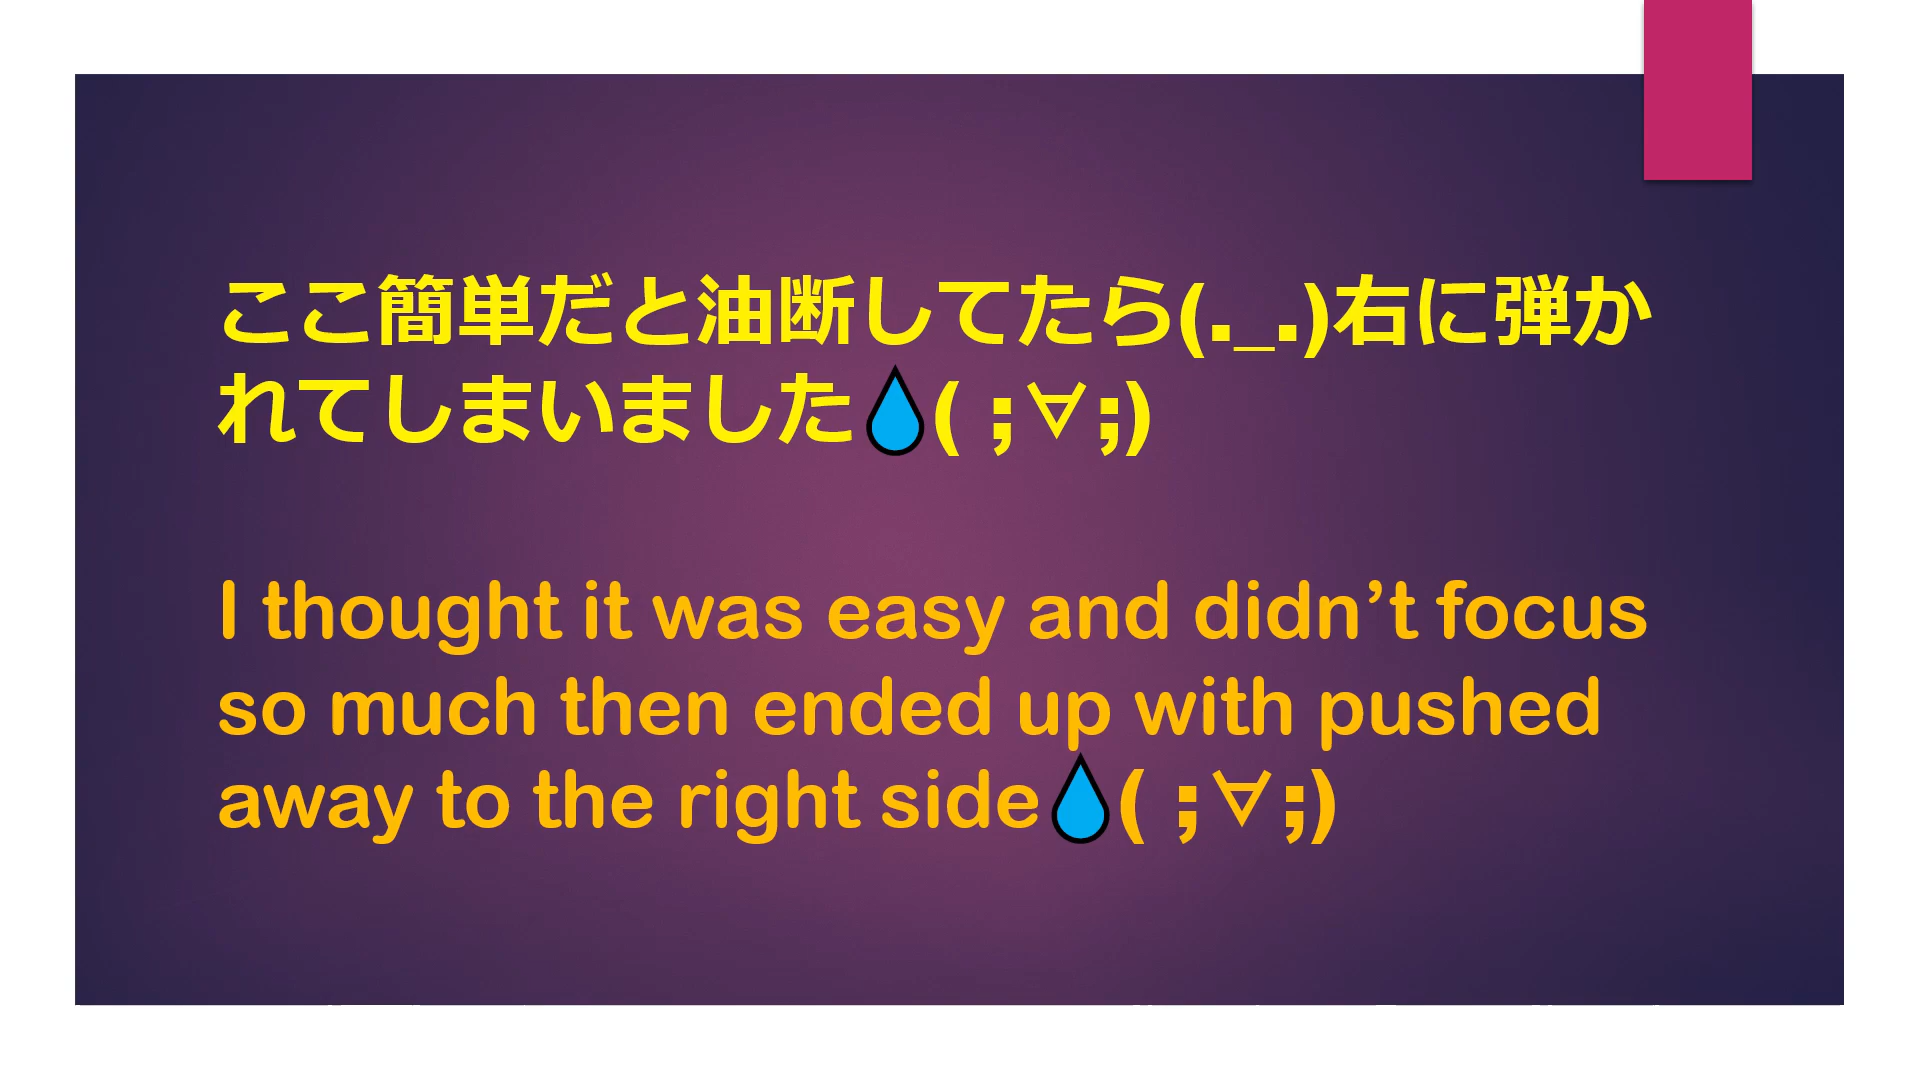 ここ簡単だと油断してたら(._.)右に弾か
れてしまいました💧( ;∀;)
I thought it was easy and didn’t focus
so much then ended up with pushed
away to the right side💧( ;∀;)